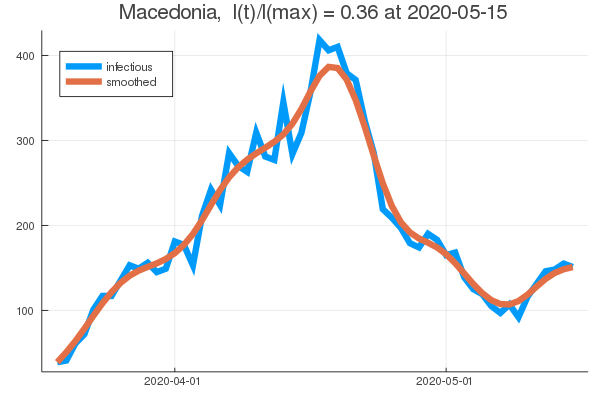 Macedonia, I(t)/I(max) = 0.36 at 2020-05-15
400
infectious
smoothed
300
200
100
2020-04-01
2020-05-01